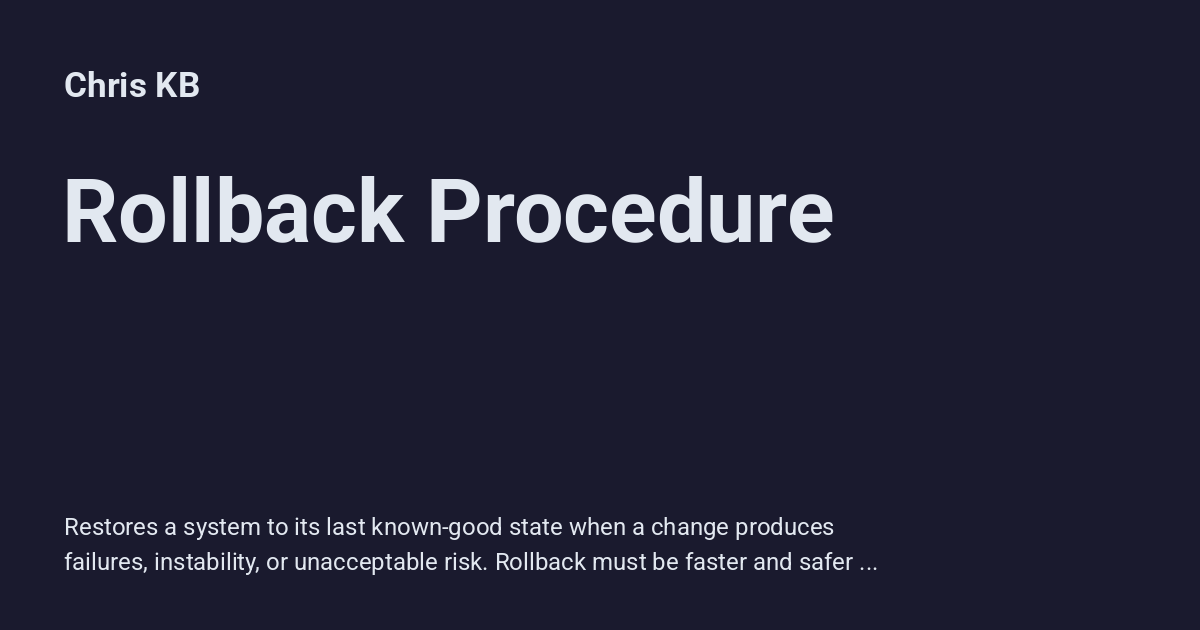 Chris KB
Rollback Procedure
Restores a system to its last known-good state when a change produces
failures, instability, or unacceptable risk. Rollback must be faster and safer ...